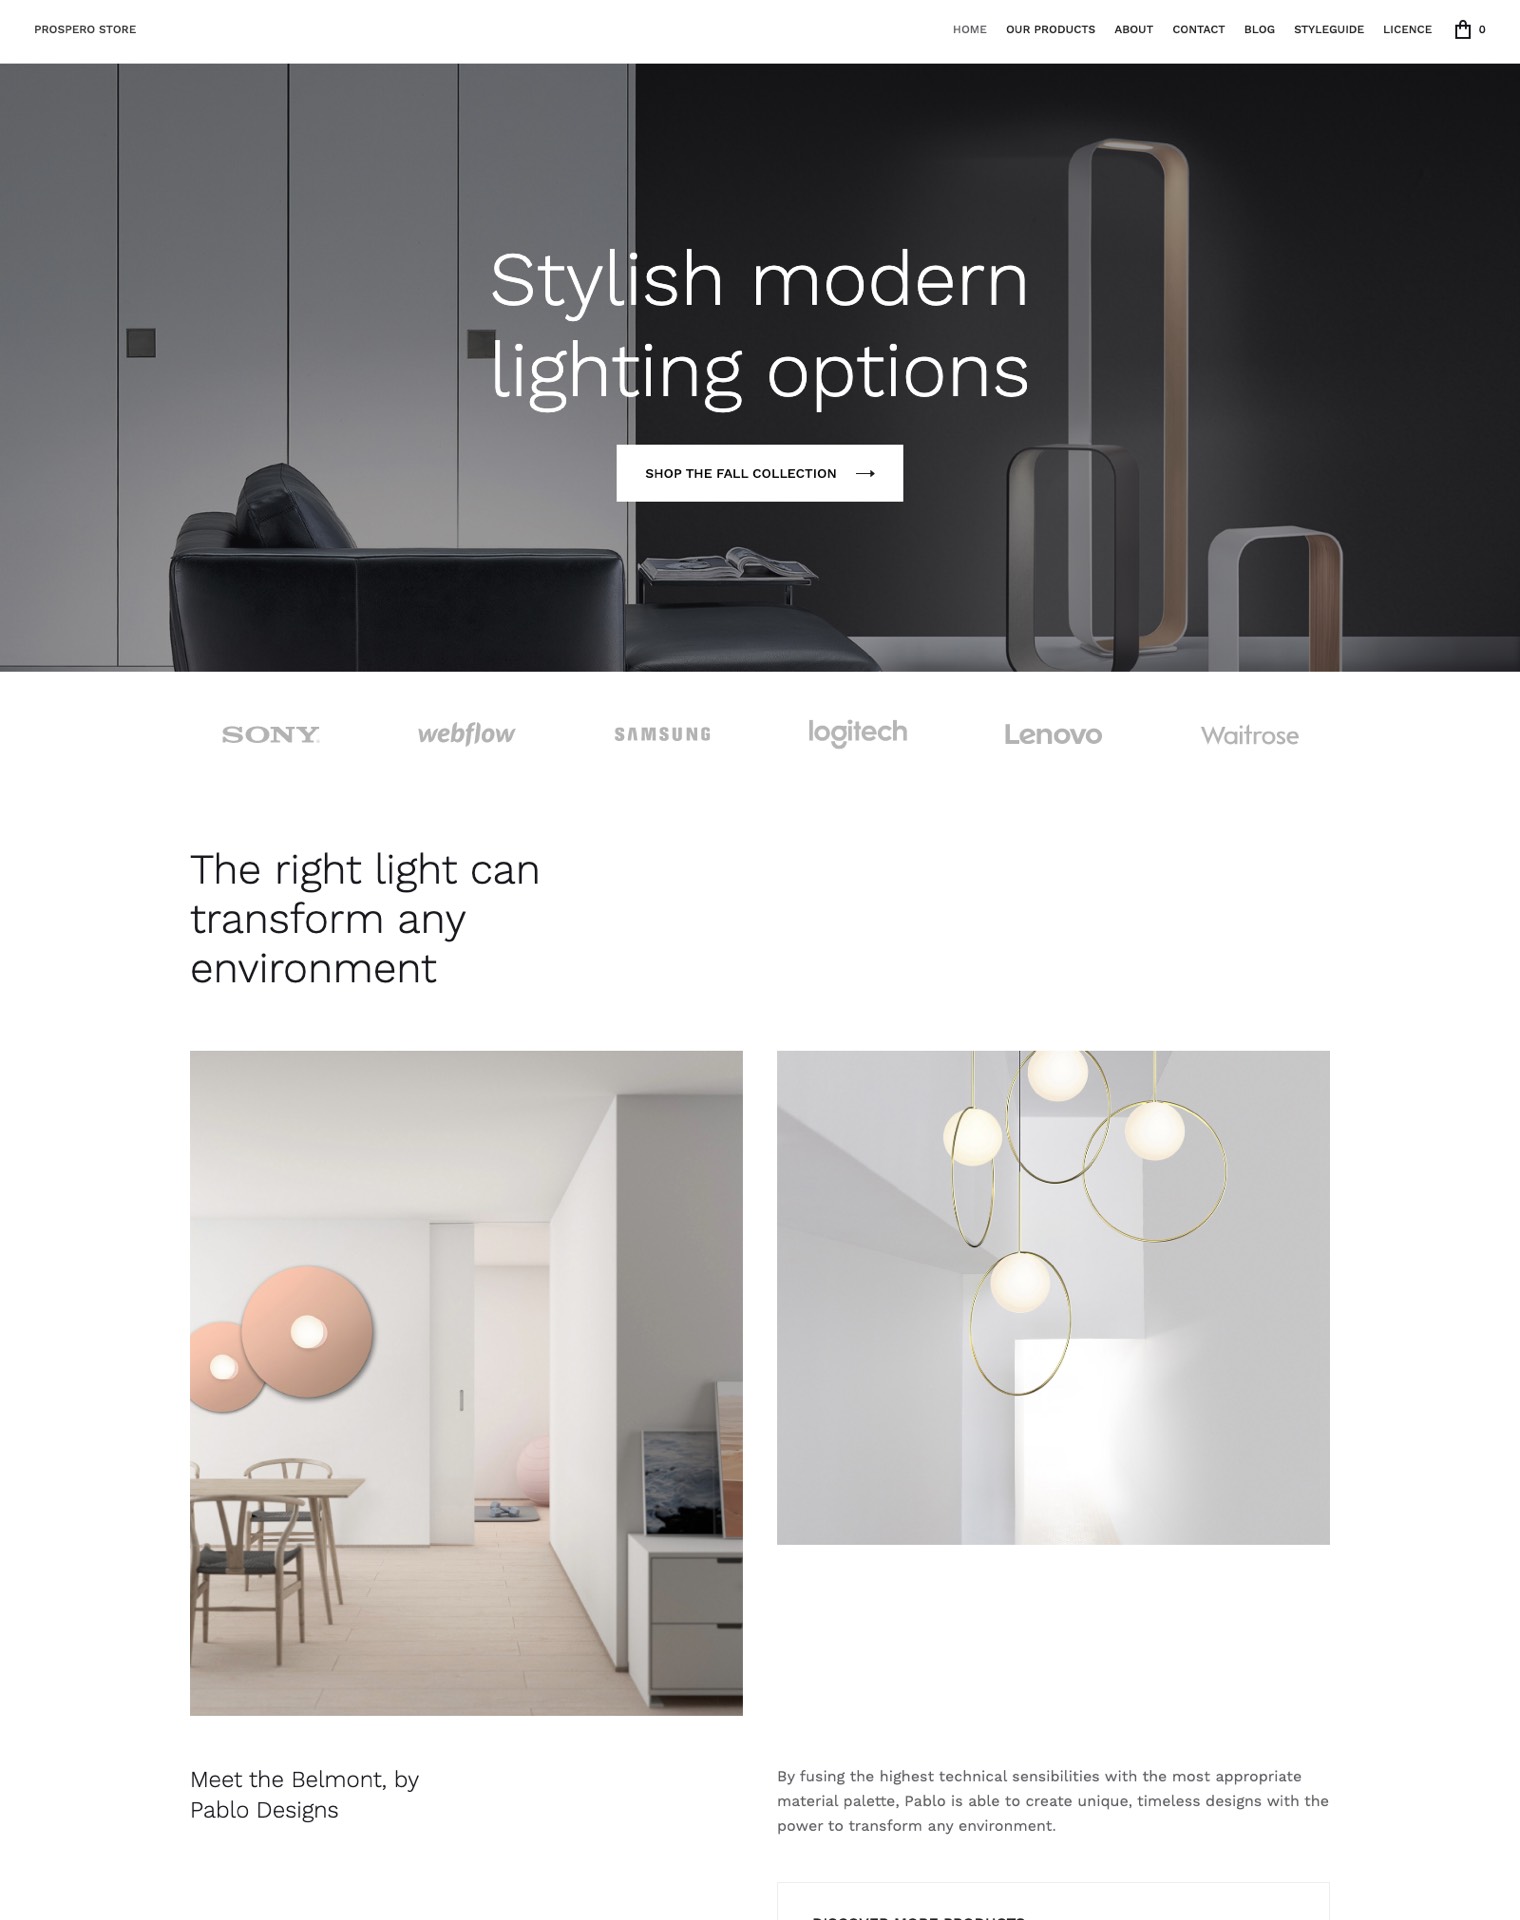 PROSPERO STORE
HOME OUR PRODUCTS ABOUT CONTACT BLOG STYLEGUIDE LICENCE 0
Stylish modern
lighting options
SHOP THE FALL COLLECTION
SONY webflow SAMSUNG logitech Lenovo Waitrose
The right light can
transform any
environment
Meet the Belmont, by
Pablo Designs
By fusing the highest technical sensibilities with the most appropriate
material palette, Pablo is able to create unique, timeless designs with the
power to transform any environment.
DISCOVER MORE PRODUCTS